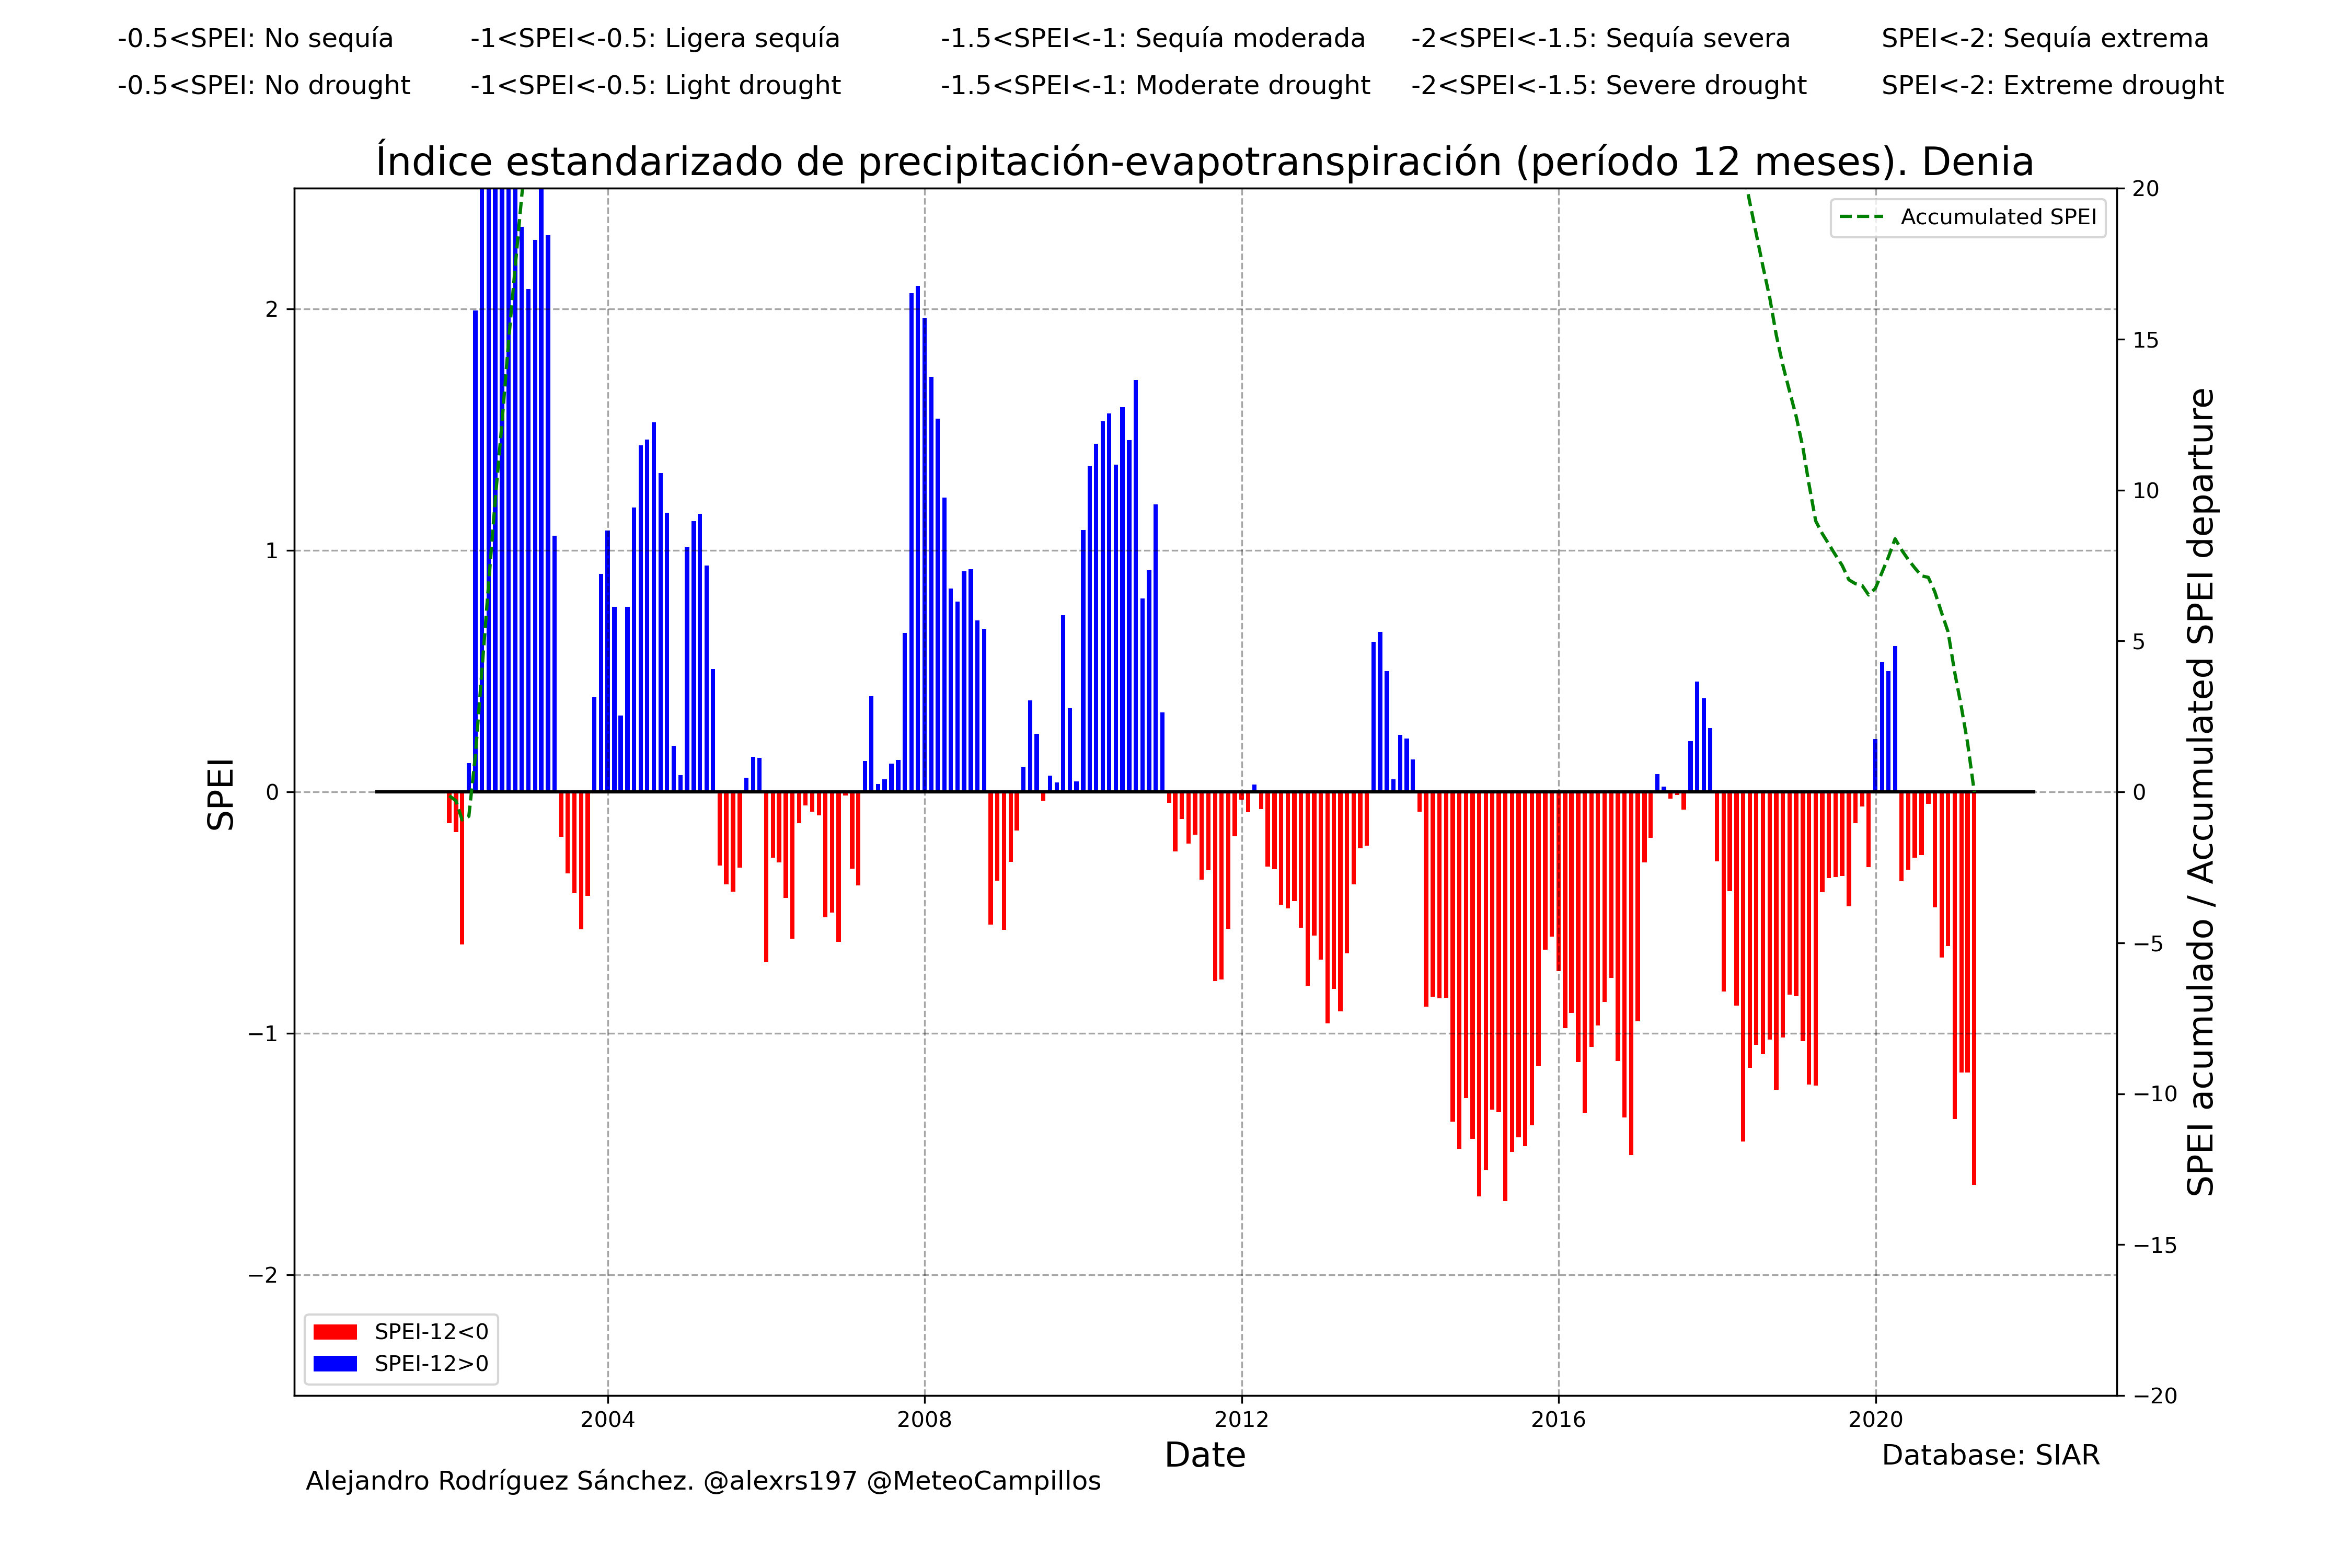 -0.5<SPEI: No sequía -1<SPEI<-0.5: Ligera sequía -1.5<SPEI<-1: Sequía moderada -2<SPEI<-1.5: Sequía severa SPEI<-2: Sequía extrema
-0.5<SPEI: No drought -1<SPEI<-0.5: Light drought -1.5<SPEI<-1: Moderate drought -2<SPEI<-1.5: Severe drought SPEI<-2: Extreme drought
Índice estandarizado de precipitación-evapotranspiración (período 12 meses). Denia
Accumulated SPEI
SPEI
2
1
0
−1
−2
20
15
10
5
0
−5
−10
−15
−20
SPEI acumulado / Accumulated SPEI departure
SPEI-12<0
SPEI-12>0
2004 2008 2012 2016 2020
Date
Database: SIAR
Alejandro Rodríguez Sánchez. @alexrs197 @MeteoCampillos